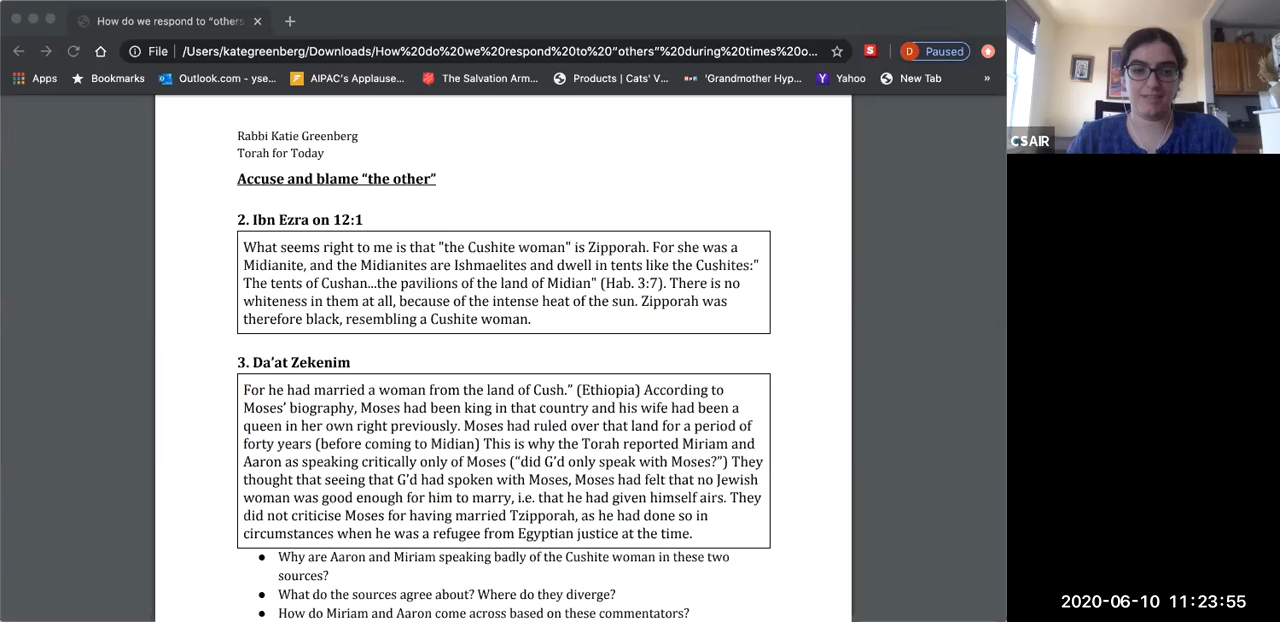 How do we respond to "others
File
/Users/kategreenberg/Downloads/How%20do%20we%20respond%20to%20"others"%20during%20times%20o...
S
D Paused
Apps
Bookmarks
Outlook.com - yse...
AIPAC's Applause...
The Salvation Arm...
Products | Cats' V...
'Grandmother Hyp...
Yahoo
New Tab
»
CSAIR
Rabbi Katie Greenberg
Torah for Today
Accuse and blame "the other"
2. Ibn Ezra on 12:1
What seems right to me is that "the Cushite woman" is Zipporah. For she was a
Midianite, and the Midianites are Ishmaelites and dwell in tents like the Cushites:"
The tents of Cushan...the pavilions of the land of Midian" (Hab. 3:7). There is no
whiteness in them at all, because of the intense heat of the sun. Zipporah was
therefore black, resembling a Cushite woman.
3. Da'at Zekenim
For he had married a woman from the land of Cush." (Ethiopia) According to
Moses' biography, Moses had been king in that country and his wife had been a
queen in her own right previously. Moses had ruled over that land for a period of
forty years (before coming to Midian) This is why the Torah reported Miriam and
Aaron as speaking critically only of Moses ("did G'd only speak with Moses?") They
thought that seeing that G'd had spoken with Moses, Moses had felt that no Jewish
woman was good enough for him to marry, i.e. that he had given himself airs. They
did not criticise Moses for having married Tzipporah, as he had done so in
circumstances when he was a refugee from Egyptian justice at the time.
● Why are Aaron and Miriam speaking badly of the Cushite woman in these two
sources?
● What do the sources agree about? Where do they diverge?
● How do Miriam and Aaron come across based on these commentators?
2020-06-10 11:23:55